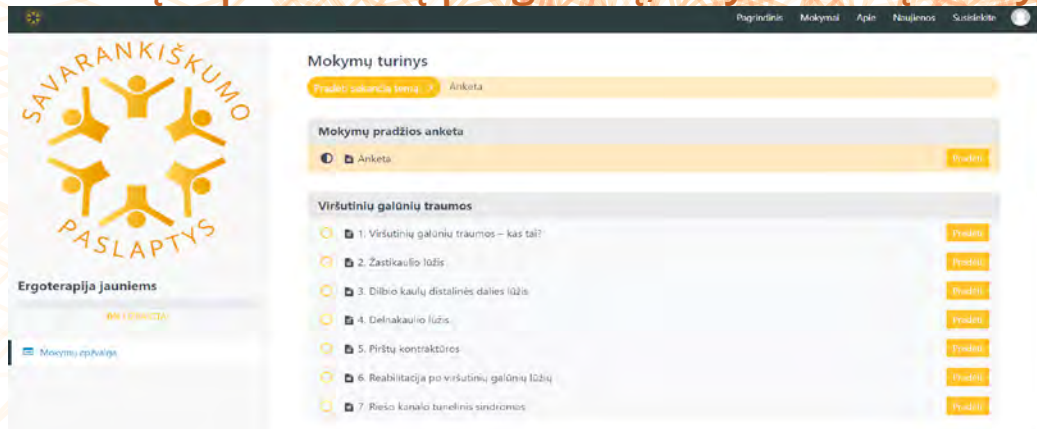 Pagrindinis Mokymai Apie Naujienos Susisiekite
SAVARANKIŠKUMO
PASLAPTYS
Ergoterapija jauniems
Mokymų apžvalga
Mokymų turinys
Pradėti sekančią temą Anketa
Mokymų pradžios anketa
Anketa Pradėti
Viršutinių galūnių traumos
1. Viršutinių galūnių traumos – kas tai? Pradėti
2. Žastikaulio lūžis Pradėti
3. Dilbio kaulų distalinės dalies lūžis Pradėti
4. Delnakaulio lūžis Pradėti
5. Pirštų kontraktūros Pradėti
6. Reabilitacija po viršutinių galūnių lūžių Pradėti
7. Riešo kanalo tunelinis sindromas Pradėti